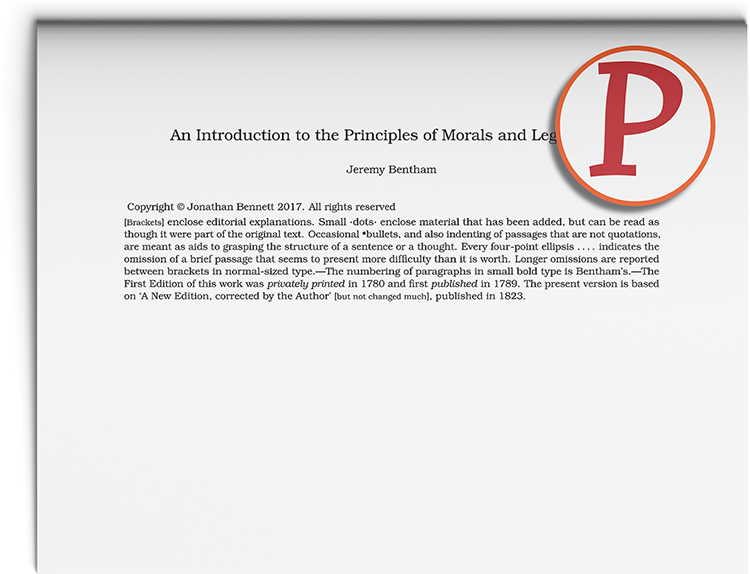 P
An Introduction to the Principles of Morals and Leg
Jeremy Bentham
Copyright © Jonathan Bennett 2017. All rights reserved
[Brackets] enclose editorial explanations. Small ·dots· enclose material that has been added, but can be read as
though it were part of the original text. Occasional •bullets, and also indenting of passages that are not quotations,
are meant as aids to grasping the structure of a sentence or a thought. Every four-point ellipsis . . . . indicates the
omission of a brief passage that seems to present more difficulty than it is worth. Longer omissions are reported
between brackets in normal-sized type.—The numbering of paragraphs in small bold type is Bentham's.—The
First Edition of this work was privately printed in 1780 and first published in 1789. The present version is based
on 'A New Edition, corrected by the Author' [but not changed much], published in 1823.